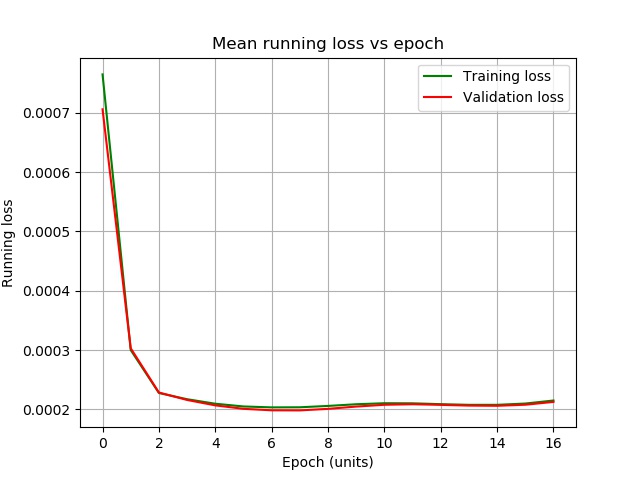 Mean running loss vs epoch
Training loss
Validation loss
0.0007
0.0006
0.0005
0.0004
0.0003
0.0002
Running loss
0 2 4 6 8 10 12 14 16
Epoch (units)